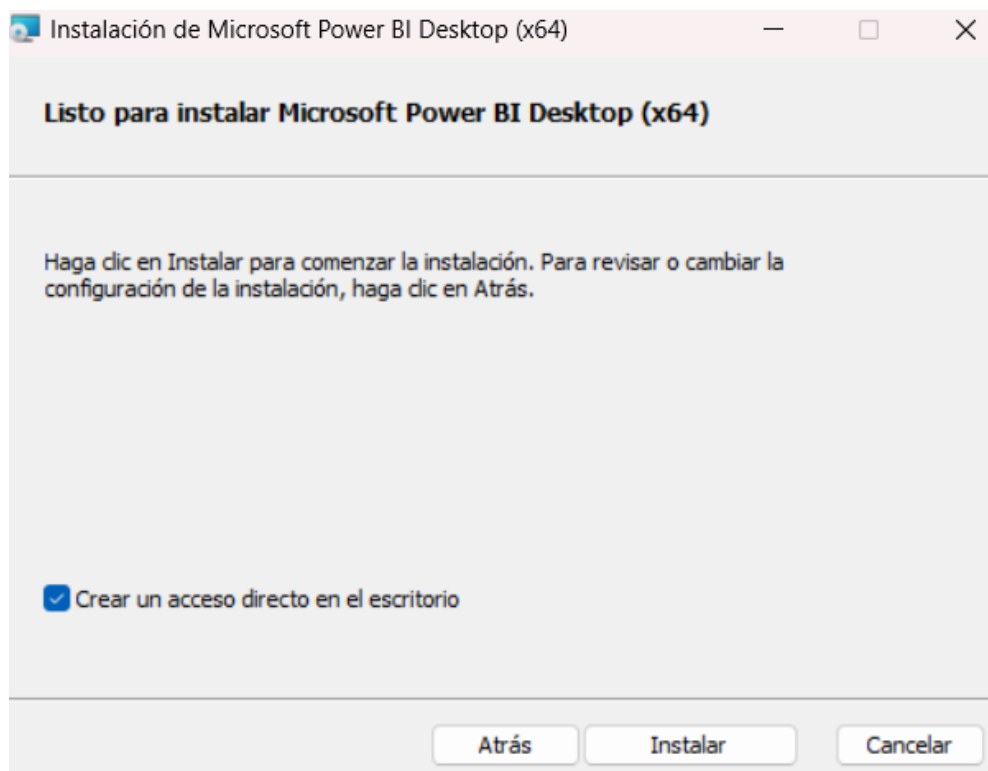 Instalación de Microsoft Power BI Desktop (x64)
Listo para instalar Microsoft Power BI Desktop (x64)
Haga clic en Instalar para comenzar la instalación. Para revisar o cambiar la
configuración de la instalación, haga clic en Atrás.
Crear un acceso directo en el escritorio
Atrás Instalar Cancelar